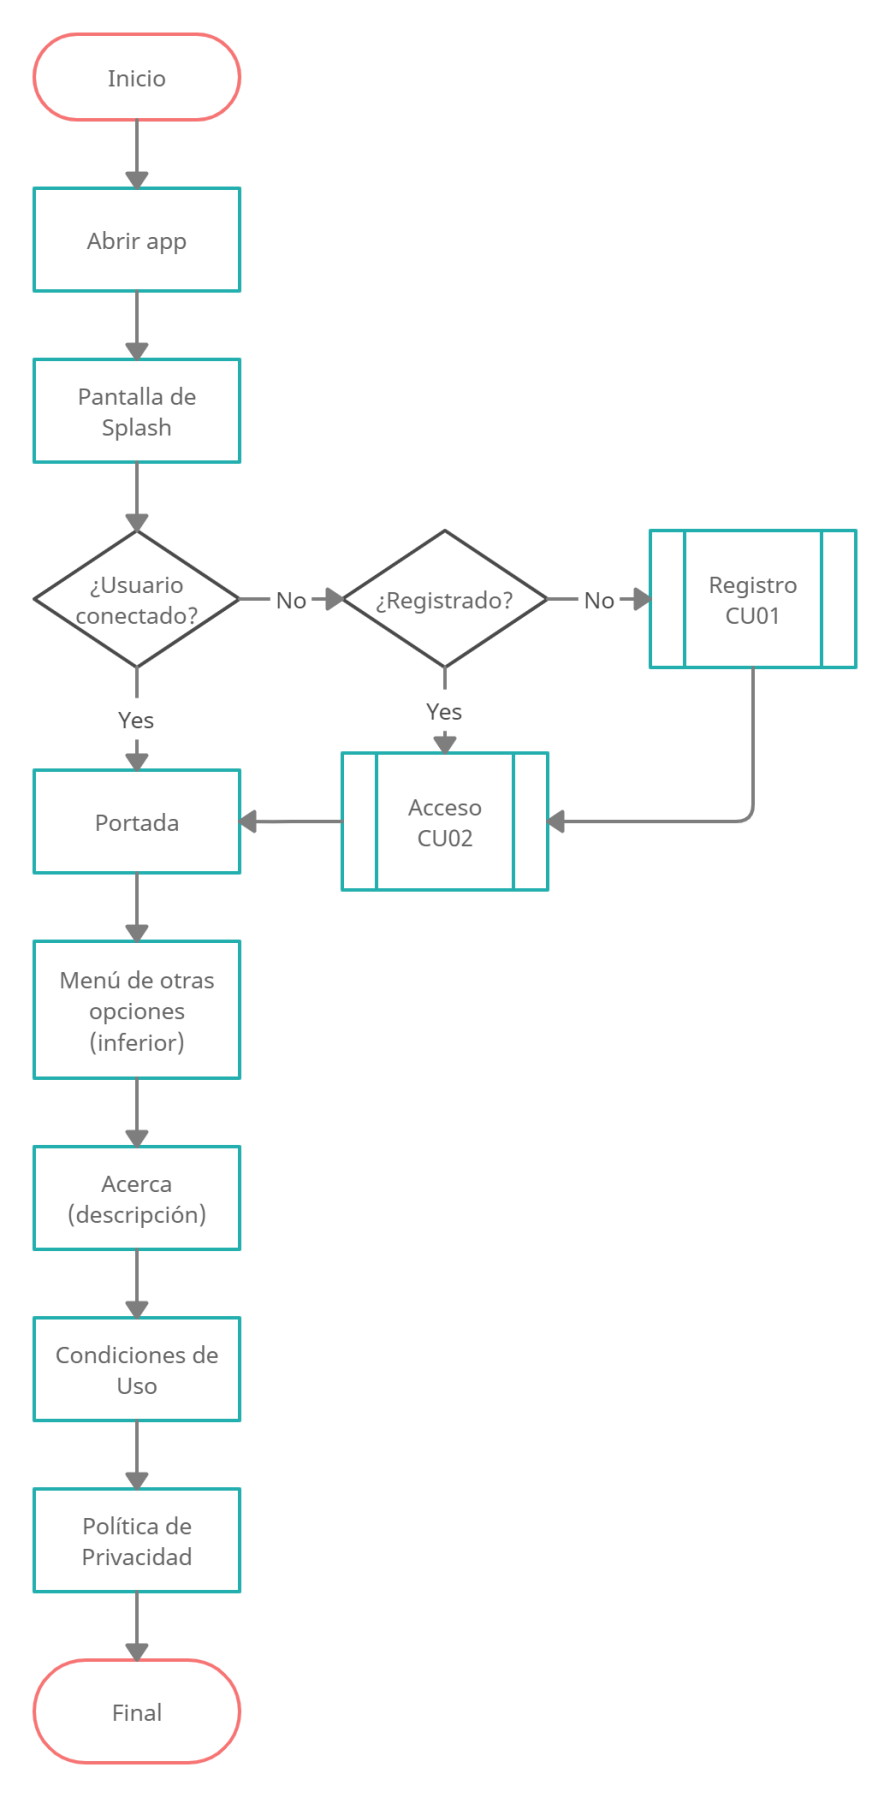 Inicio
Abrir app
Pantalla de
Splash
¿Usuario
conectado?
No
¿Registrado?
No
Registro
CU01
Yes
Yes
Portada
Acceso
CU02
Menú de otras
opciones
(inferior)
Acerca
(descripción)
Condiciones de
Uso
Política de
Privacidad
Final